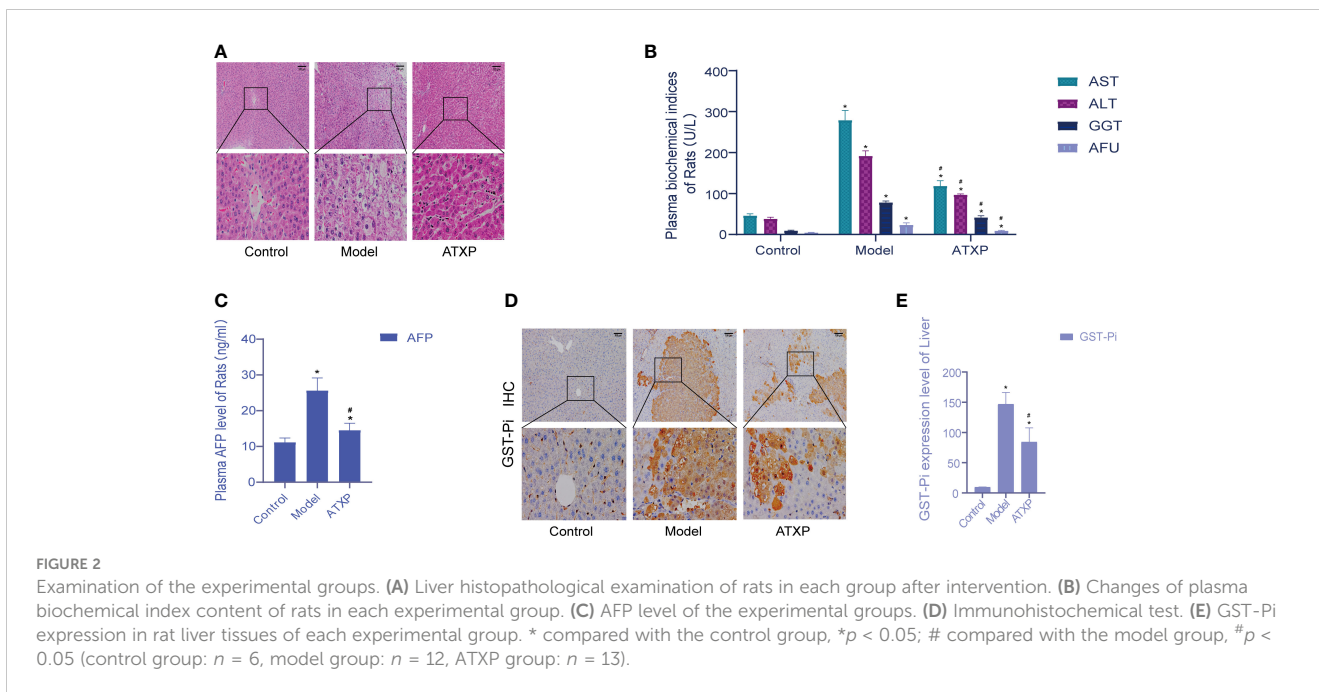 A
Control
Model
ATXP
B
Plasma biochemical indices
of Rats (U/L)
400
300
200
100
0
*
*
*
*
#
*
#
*
#
*
#
*
Control
Model
ATXP
AST
ALT
GGT
AFU
C
Plasma AFP level of Rats (ng/ml)
40
30
20
10
0
*
#
*
Control
Model
ATXP
AFP
D
GST-Pi IHC
Control
Model
ATXP
E
GST-Pi expression level of Liver
200
150
100
50
0
*
#
*
Control
Model
ATXP
GST-Pi
FIGURE 2
Examination of the experimental groups. (A) Liver histopathological examination of rats in each group after intervention. (B) Changes of plasma
biochemical index content of rats in each experimental group. (C) AFP level of the experimental groups. (D) Immunohistochemical test. (E) GST-Pi
expression in rat liver tissues of each experimental group. * compared with the control group, *p < 0.05; # compared with the model group, #p <
0.05 (control group: n = 6, model group: n = 12, ATXP group: n = 13).